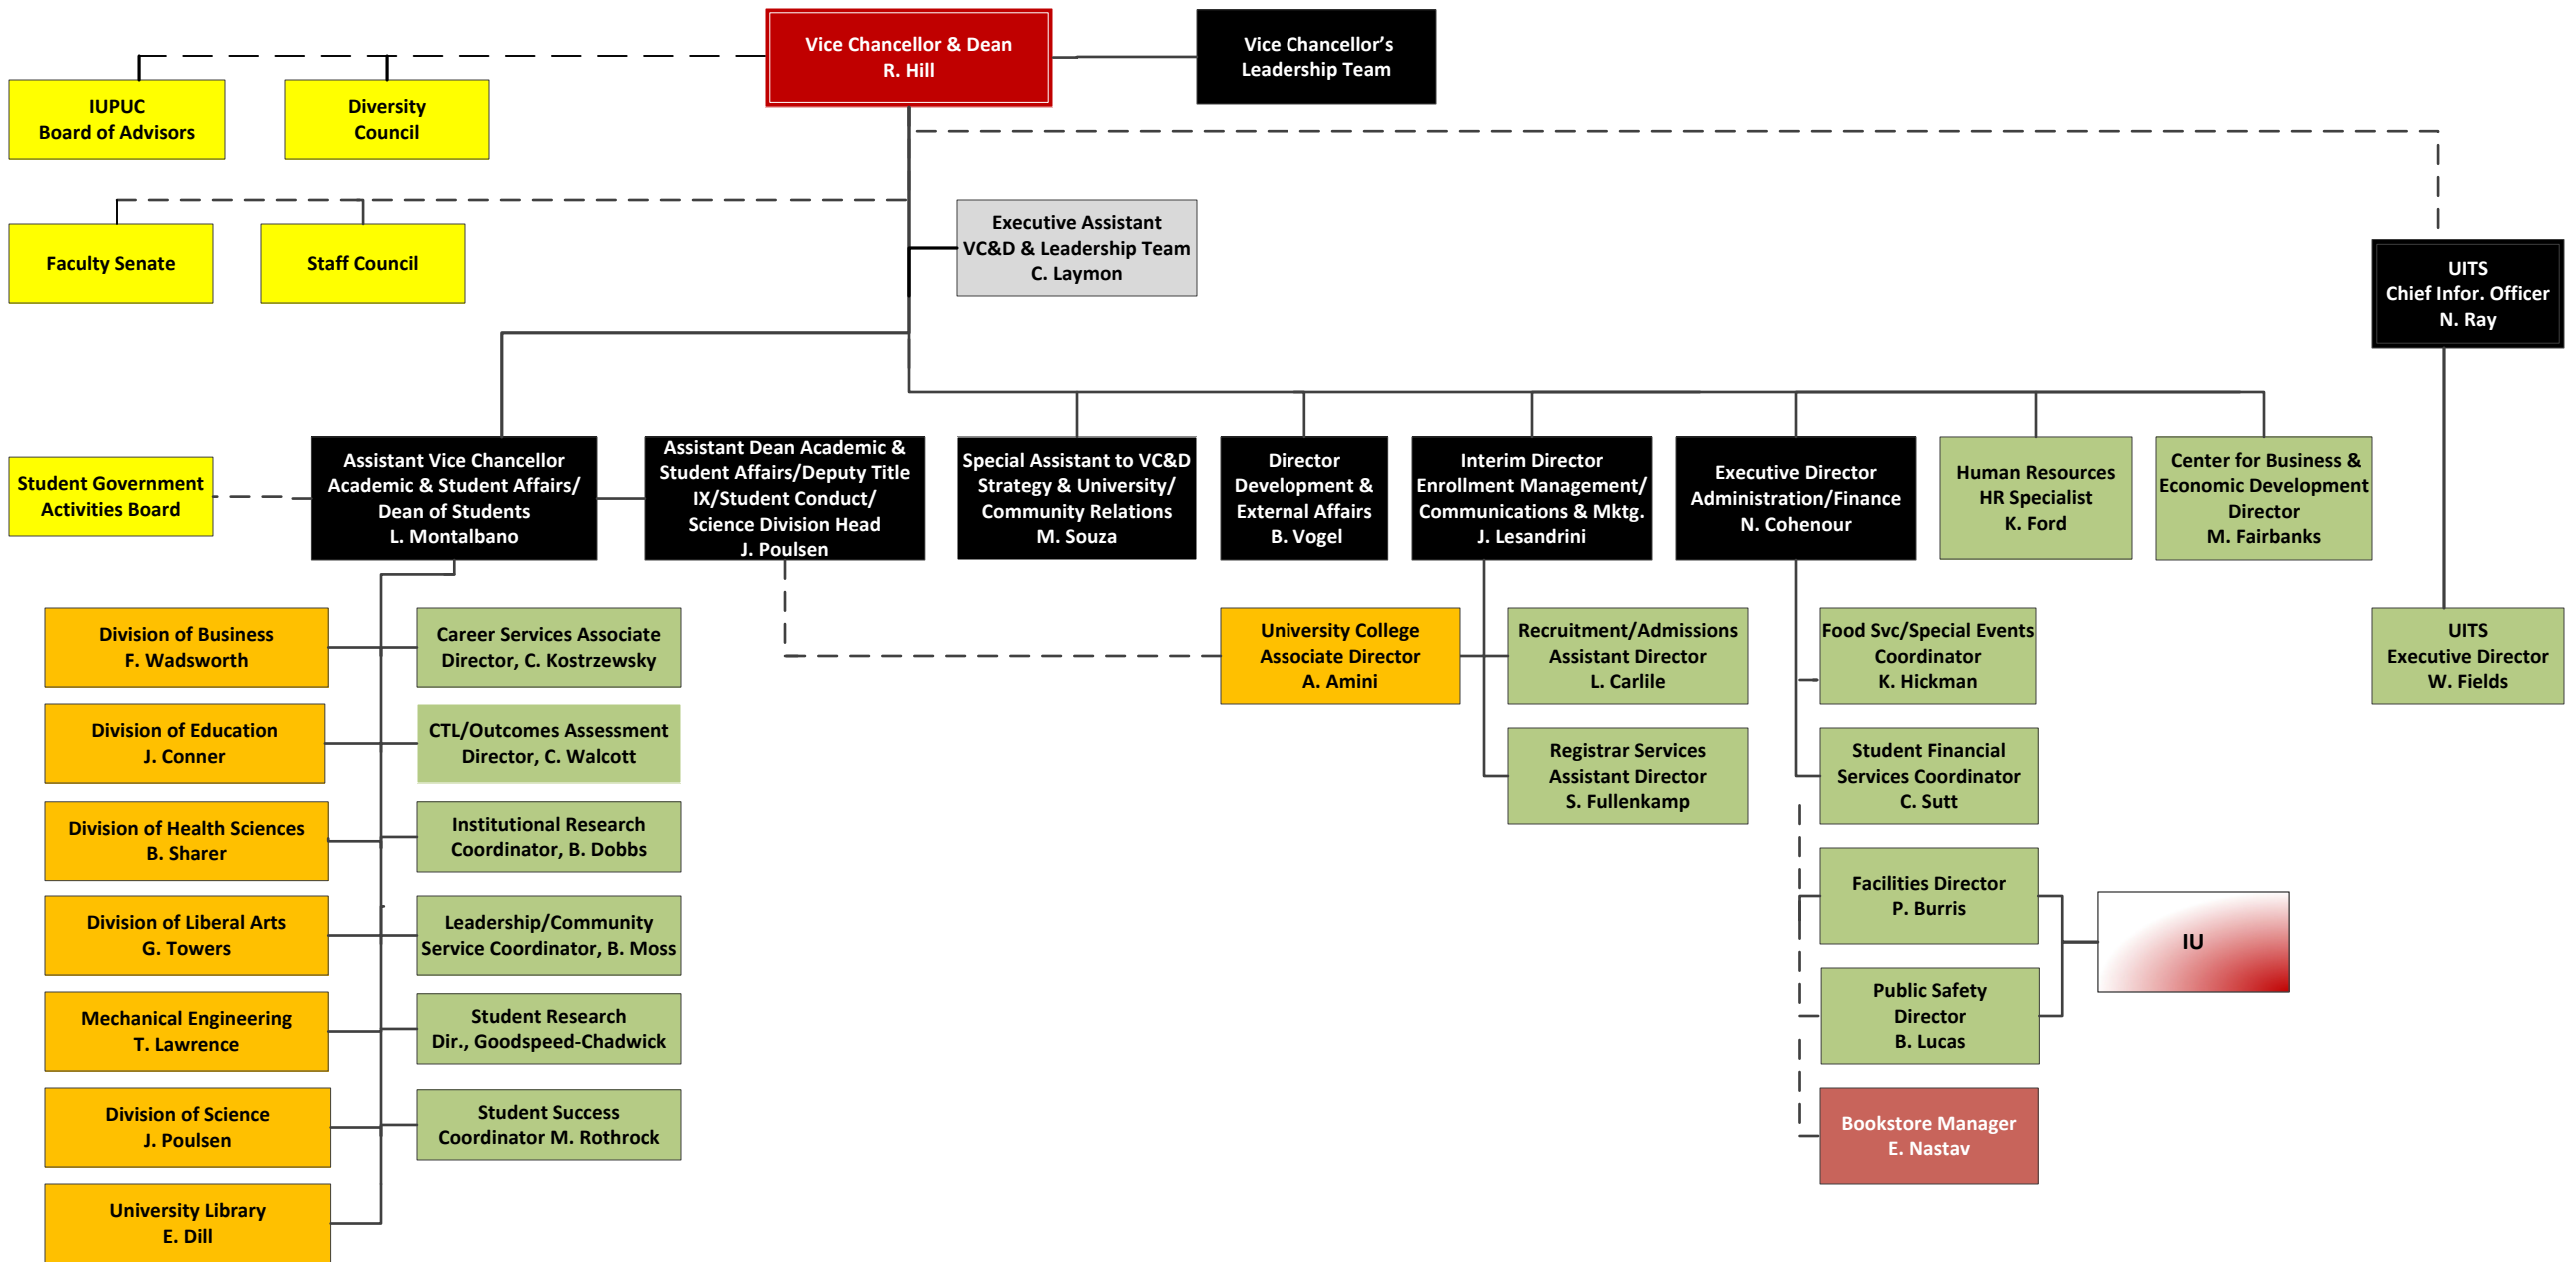 Vice Chancellor & Dean
R. Hill
Vice Chancellor’s
Leadership Team
IUPUC
Board of Advisors
Diversity
Council
Faculty Senate
Staff Council
Executive Assistant
VC&D & Leadership Team
C. Laymon
UITS
Chief Infor. Officer
N. Ray
Student Government
Activities Board
Assistant Vice Chancellor
Academic & Student Affairs/
Dean of Students
L. Montalbano
Assistant Dean Academic &
Student Affairs/Deputy Title
IX/Student Conduct/
Science Division Head
J. Poulsen
Special Assistant to VC&D
Strategy & University/
Community Relations
M. Souza
Director
Development &
External Affairs
B. Vogel
Interim Director
Enrollment Management/
Communications & Mktg.
J. Lesandrini
Executive Director
Administration/Finance
N. Cohenour
Human Resources
HR Specialist
K. Ford
Center for Business &
Economic Development
Director
M. Fairbanks
Division of Business
F. Wadsworth
Career Services Associate
Director, C. Kostrzewsky
University College
Associate Director
A. Amini
Recruitment/Admissions
Assistant Director
L. Carlile
Food Svc/Special Events
Coordinator
K. Hickman
UITS
Executive Director
W. Fields
Division of Education
J. Conner
CTL/Outcomes Assessment
Director, C. Walcott
Registrar Services
Assistant Director
S. Fullenkamp
Student Financial
Services Coordinator
C. Sutt
Division of Health Sciences
B. Sharer
Institutional Research
Coordinator, B. Dobbs
Facilities Director
P. Burris
Division of Liberal Arts
G. Towers
Leadership/Community
Service Coordinator, B. Moss
IU
Mechanical Engineering
T. Lawrence
Student Research
Dir., Goodspeed-Chadwick
Public Safety
Director
B. Lucas
Division of Science
J. Poulsen
Student Success
Coordinator M. Rothrock
Bookstore Manager
E. Nastav
University Library
E. Dill